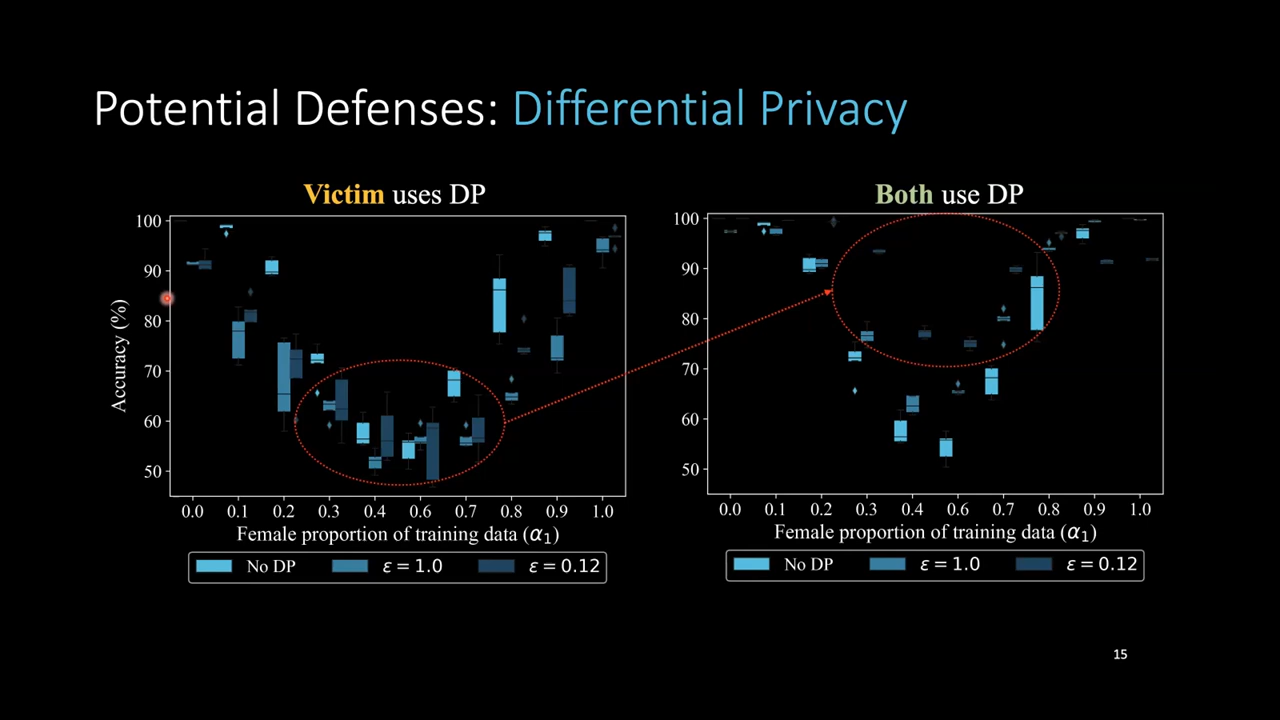 Potential Defenses: Differential Privacy
Victim uses DP
100
90
80
70
60
50
Accuracy (%)
0.0 0.1 0.2 0.3 0.4 0.5 0.6 0.7 0.8 0.9 1.0
Female proportion of training data (α₁)
No DP ε = 1.0 ε = 0.12
Both use DP
100
90
80
70
60
50
0.0 0.1 0.2 0.3 0.4 0.5 0.6 0.7 0.8 0.9 1.0
Female proportion of training data (α₁)
No DP ε = 1.0 ε = 0.12
15